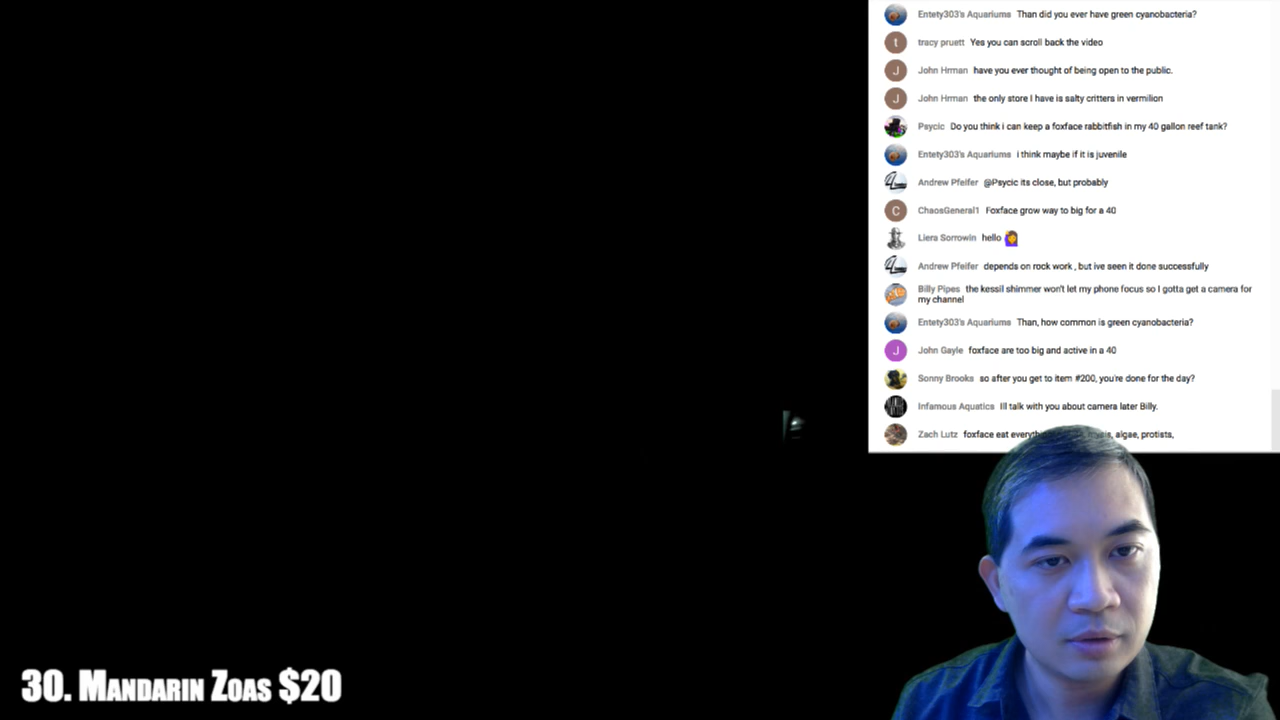 Entety303's Aquariums Than did you ever have green cyanobacteria?
t
tracy pruett Yes you can scroll back the video
J
John Hrman have you ever thought of being open to the public.
J
John Hrman the only store I have is salty critters in vermilion
Psycic Do you think i can keep a foxface rabbitfish in my 40 gallon reef tank?
Entety303's Aquariums i think maybe if it is juvenile
Andrew Pfeifer @Psycic its close, but probably
C
ChaosGeneral1 Foxface grow way to big for a 40
Liera Sorrowin hello
Andrew Pfeifer depends on rock work , but ive seen it done successfully
Billy Pipes the kessil shimmer won't let my phone focus so I gotta get a camera for
my channel
Entety303's Aquariums Than, how common is green cyanobacteria?
J
John Gayle foxface are too big and active in a 40
Sonny Brooks so after you get to item #200, you're done for the day?
Infamous Aquatics Ill talk with you about camera later Billy.
Zach Lutz foxface eat algae, protists,
30. Mandarin Zoas $20